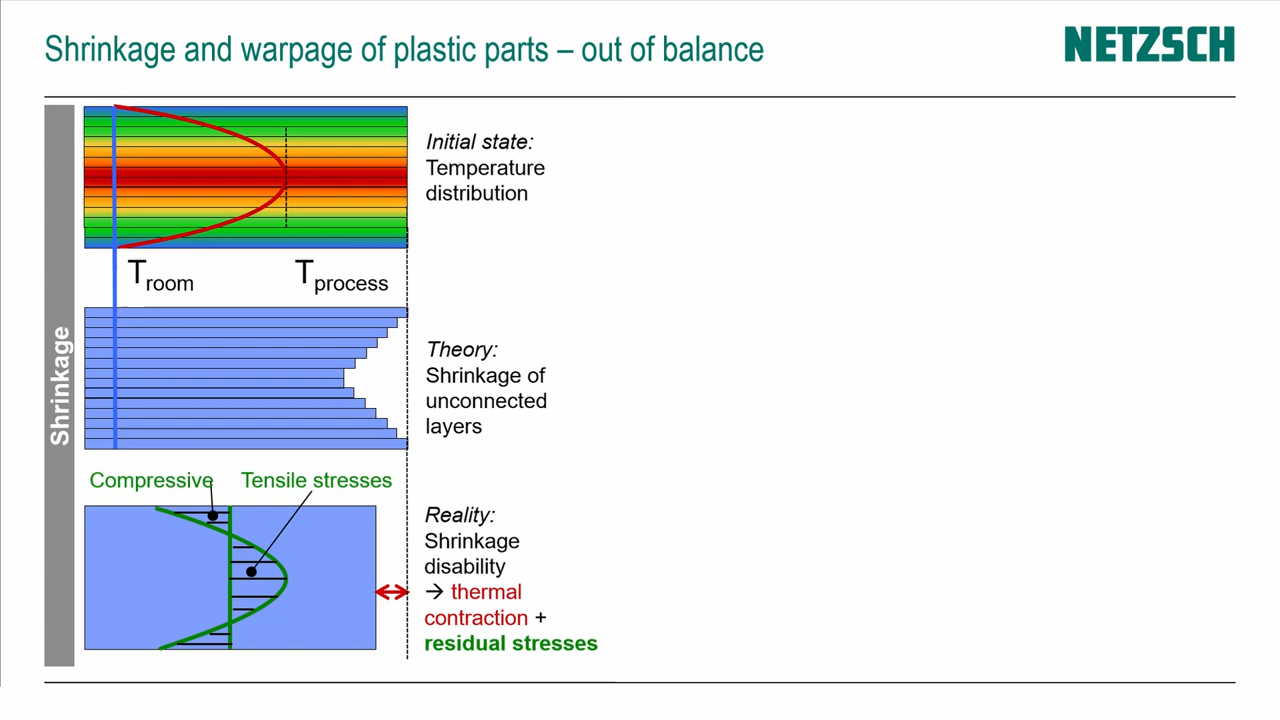 Shrinkage and warpage of plastic parts – out of balance
NETZSCH
Shrinkage
Initial state:
Temperature
distribution
Troom
Tprocess
Theory:
Shrinkage of
unconnected
layers
Compressive
Tensile stresses
Reality:
Shrinkage
disability
→ thermal
contraction +
residual stresses